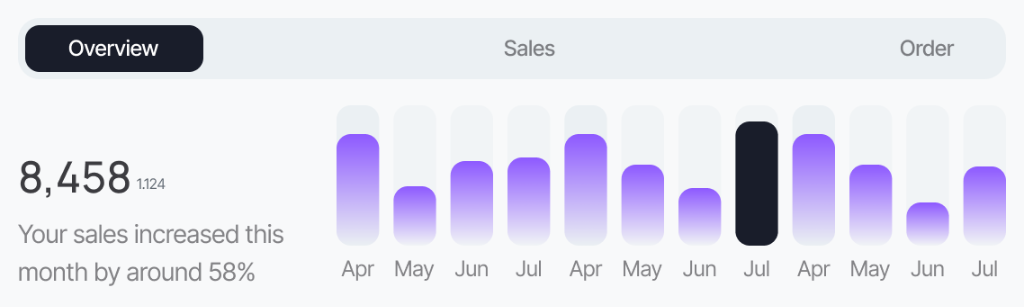 Overview Sales Order
8,458 1.124
Your sales increased this
month by around 58%
Apr May Jun Jul Apr May Jun Jul Apr May Jun Jul